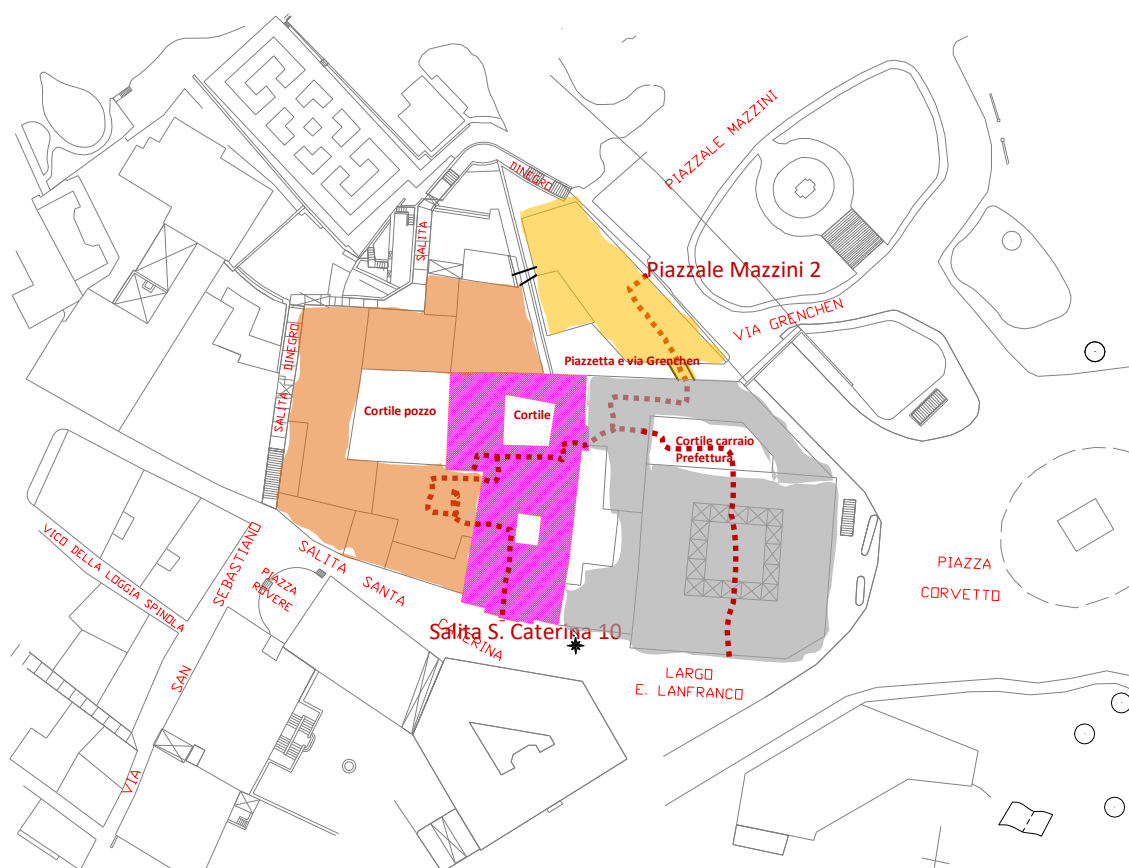 PIAZZALE MAZZINI
DINEGRO
SALITA
Piazzale Mazzini 2
VIA GRENCHEN
DINEGRO
SALITA
Piazzetta e via Grenchen
Cortile pozzo
Cortile
Cortile carraio
Prefettura
VICO DELLA LOGGIA SPINOLA
VIA SAN SEBASTIANO
PIAZZA
ROVERE
SALITA SANTA CATERINA
Salita S. Caterina 10
PIAZZA
CORVETTO
LARGO
E. LANFRANCO